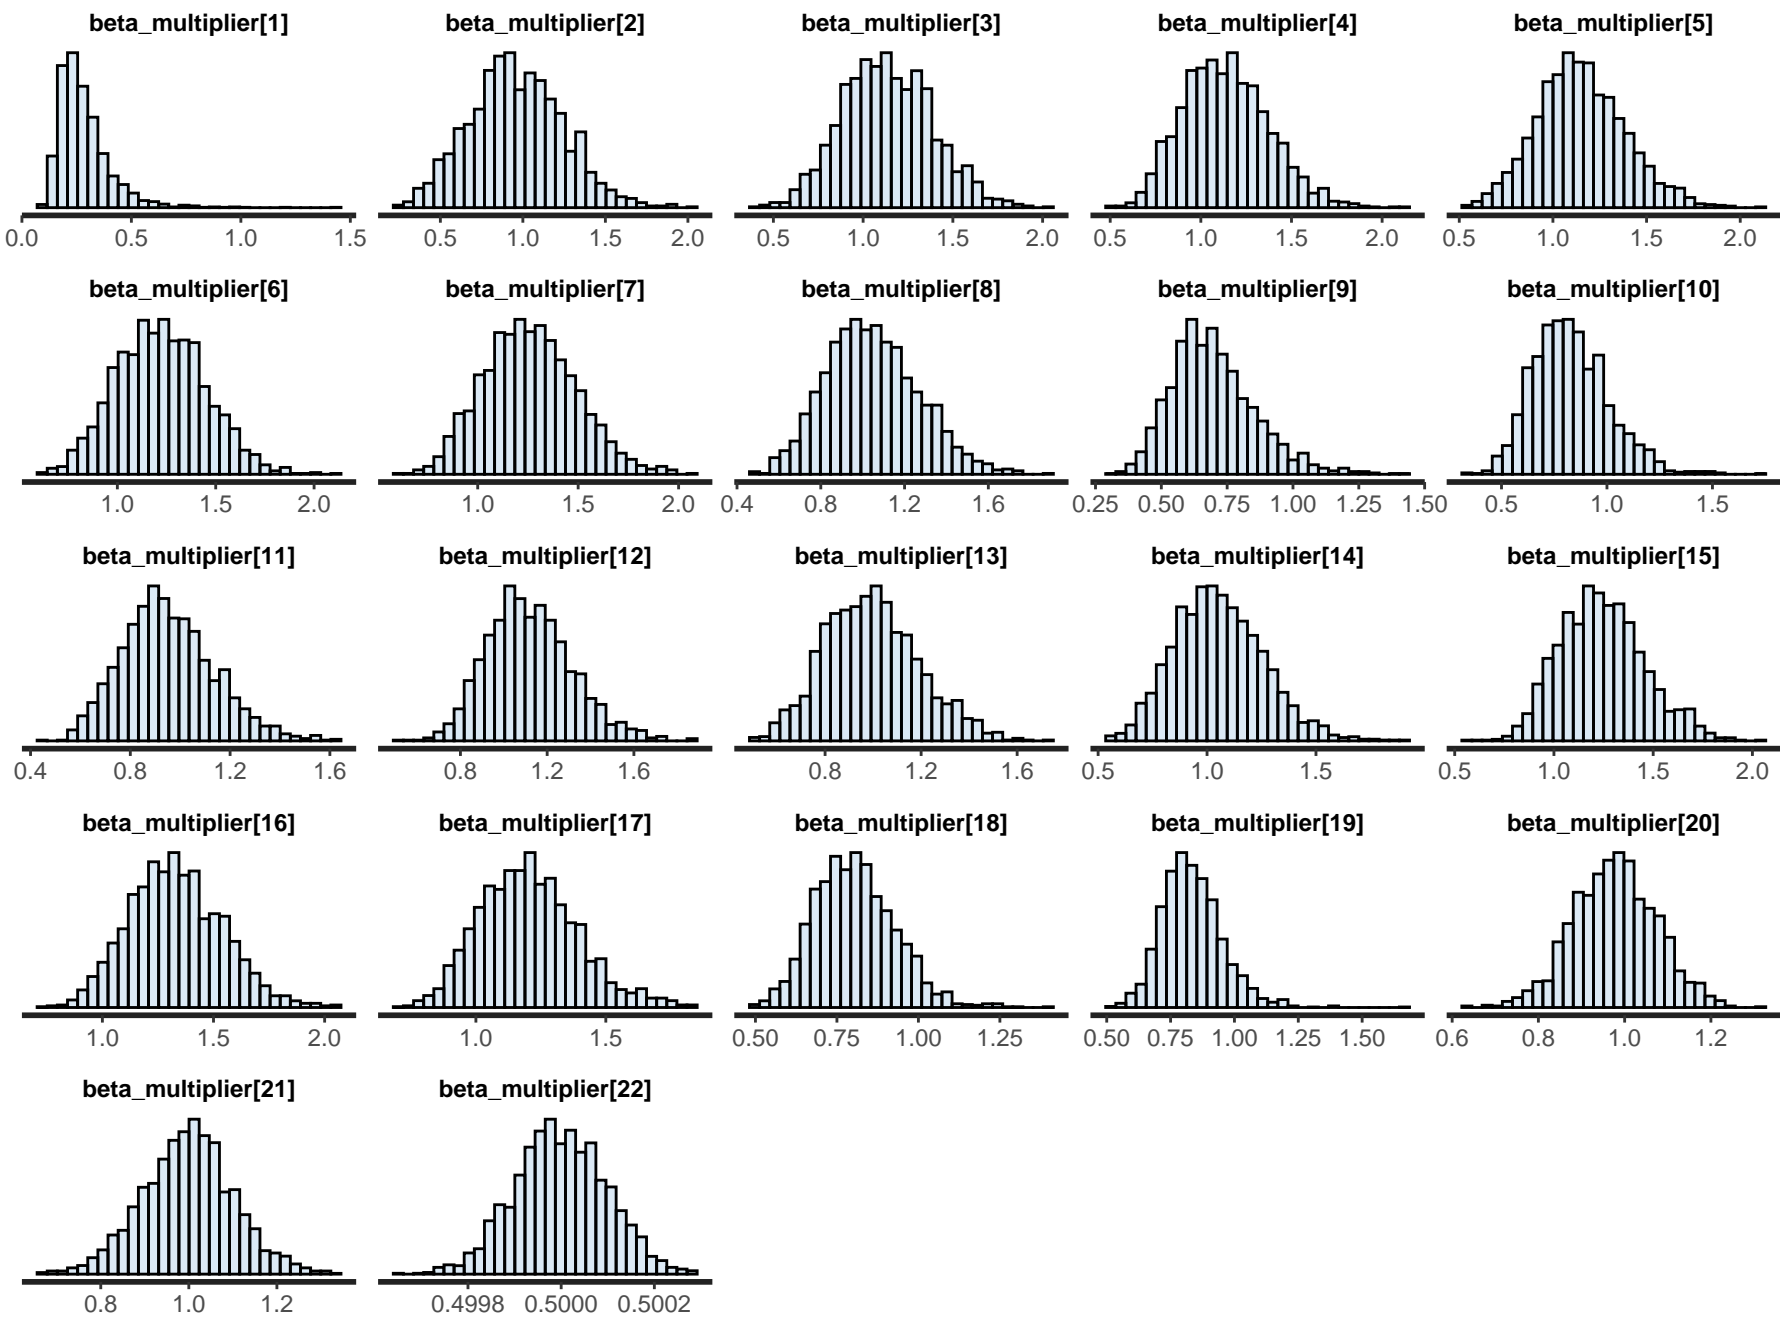 beta_multiplier[1] beta_multiplier[2] beta_multiplier[3] beta_multiplier[4] beta_multiplier[5]
0.0 0.5 1.0 1.5 0.5 1.0 1.5 2.0 0.5 1.0 1.5 2.0 0.5 1.0 1.5 2.0 0.5 1.0 1.5 2.0
beta_multiplier[6] beta_multiplier[7] beta_multiplier[8] beta_multiplier[9] beta_multiplier[10]
1.0 1.5 2.0 1.0 1.5 2.0 0.4 0.8 1.2 1.6 0.25 0.50 0.75 1.00 1.25 1.50 0.5 1.0 1.5
beta_multiplier[11] beta_multiplier[12] beta_multiplier[13] beta_multiplier[14] beta_multiplier[15]
0.4 0.8 1.2 1.6 0.8 1.2 1.6 0.8 1.2 1.6 0.5 1.0 1.5 0.5 1.0 1.5 2.0
beta_multiplier[16] beta_multiplier[17] beta_multiplier[18] beta_multiplier[19] beta_multiplier[20]
1.0 1.5 2.0 1.0 1.5 0.50 0.75 1.00 1.25 0.50 0.75 1.00 1.25 1.50 0.6 0.8 1.0 1.2
beta_multiplier[21] beta_multiplier[22]
0.8 1.0 1.2 0.4998 0.5000 0.5002